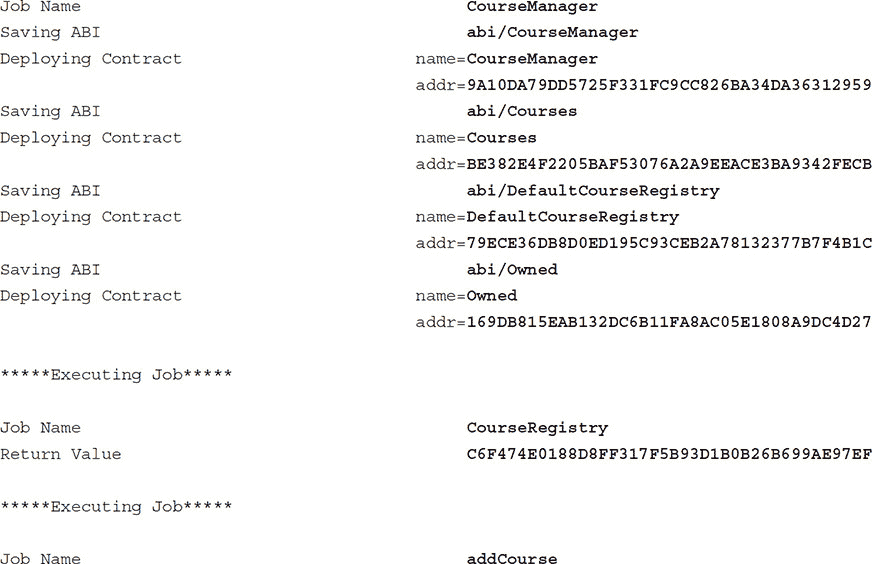 Job Name CourseManager
Saving ABI abi/CourseManager
Deploying Contract name=CourseManager
addr=9A10DA79DD5725F331FC9CC826BA34DA36312959
Saving ABI abi/Courses
Deploying Contract name=Courses
addr=BE382E4F2205BAF53076A2A9EEACE3BA9342FECB
Saving ABI abi/DefaultCourseRegistry
Deploying Contract name=DefaultCourseRegistry
addr=79ECE36DB8D0ED195C93CEB2A78132377B7F4B1C
Saving ABI abi/Owned
Deploying Contract name=Owned
addr=169DB815EAB132DC6B11FA8AC05E1808A9DC4D27
*****Executing Job*****
Job Name CourseRegistry
Return Value C6F474E0188D8FF317F5B93D1B0B26B699AE97EF
*****Executing Job*****
Job Name addCourse